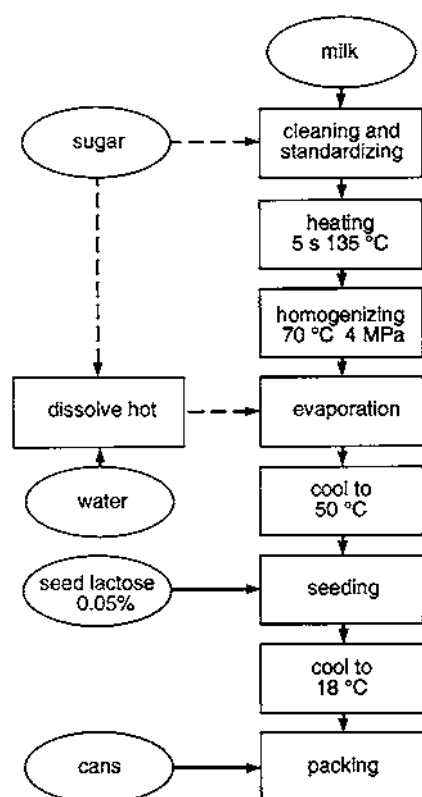 milk
sugar
cleaning and
standardizing
heating
5 s 135 °C
homogenizing
70 °C 4 MPa
dissolve hot
evaporation
water
cool to
50 °C
seed lactose
0.05%
seeding
cool to
18 °C
cans
packing